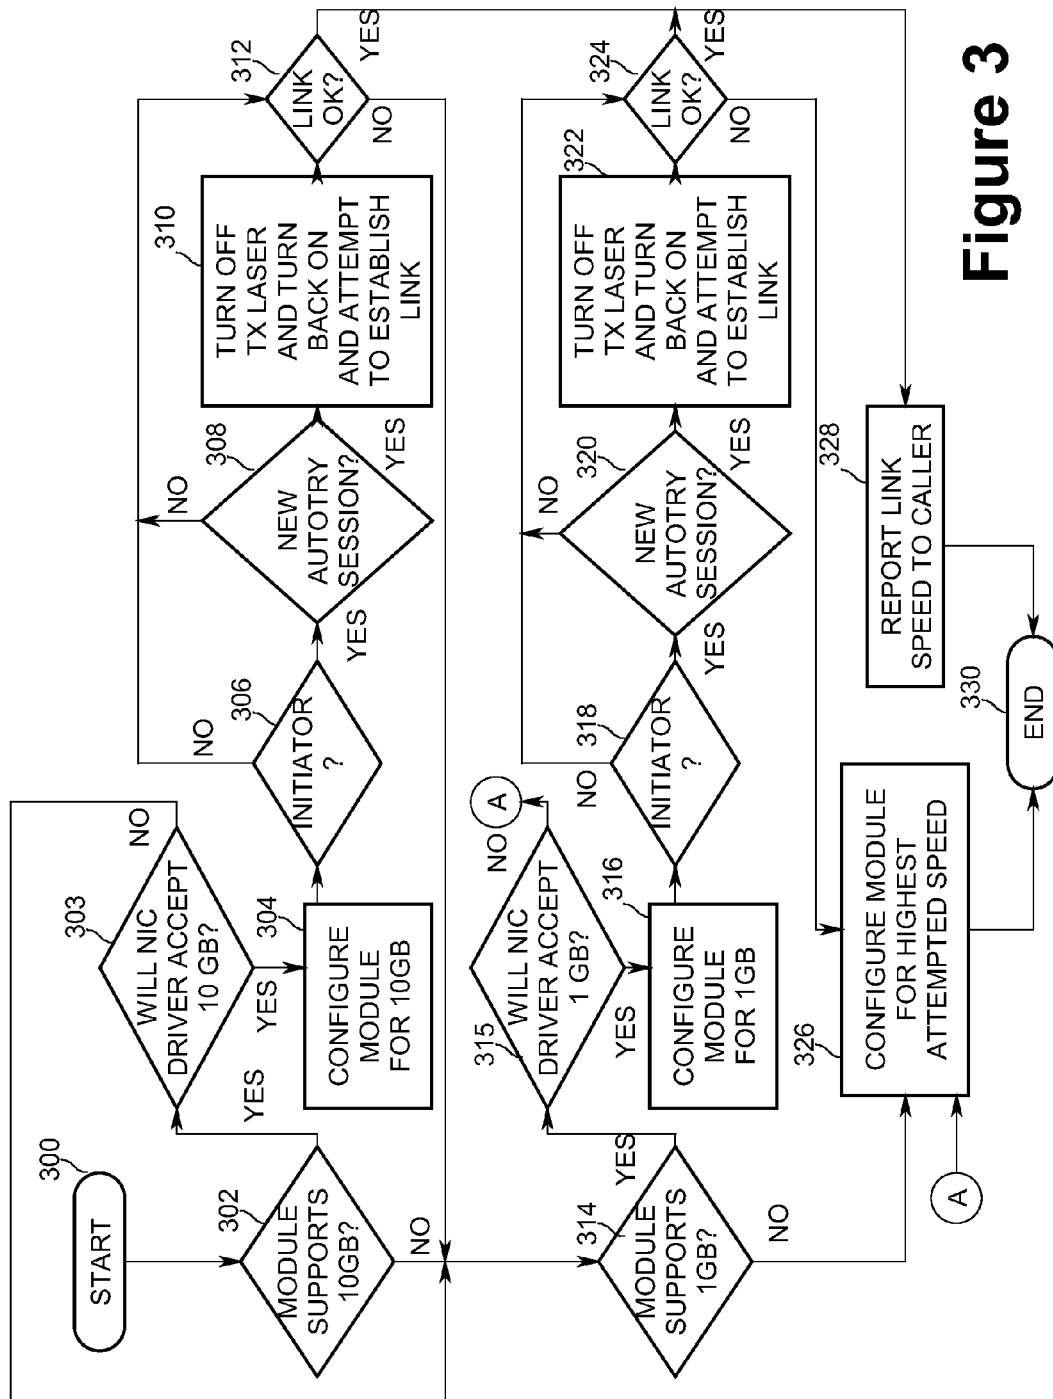 300
START
302
MODULE
SUPPORTS
10GB?
YES
NO
303
WILL NIC
DRIVER ACCEPT
10 GB?
NO
YES
304
CONFIGURE
MODULE
FOR 10GB
306
INITIATOR
?
NO
YES
308
NEW
AUTOTRY
SESSION?
NO
YES
310
TURN OFF
TX LASER
AND TURN
BACK ON
AND ATTEMPT
TO ESTABLISH
LINK
312
LINK
OK?
YES
NO
314
MODULE
SUPPORTS
1GB?
YES
NO
315
WILL NIC
DRIVER ACCEPT
1 GB?
NO
A
YES
316
CONFIGURE
MODULE
FOR 1GB
318
INITIATOR
?
NO
YES
320
NEW
AUTOTRY
SESSION?
NO
YES
322
TURN OFF
TX LASER
AND TURN
BACK ON
AND ATTEMPT
TO ESTABLISH
LINK
324
LINK
OK?
YES
NO
A
326
CONFIGURE MODULE
FOR HIGHEST
ATTEMPTED SPEED
328
REPORT LINK
SPEED TO CALLER
330
END
Figure 3